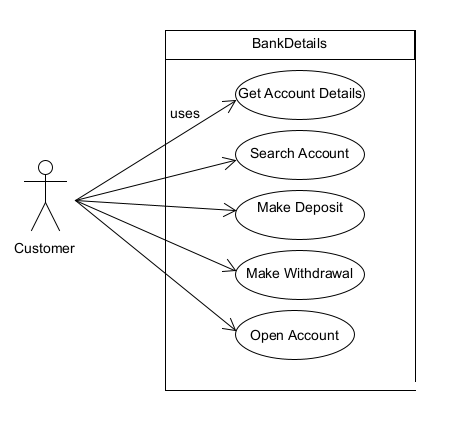 BankDetails
Get Account Details
uses
Search Account
Make Deposit
Customer
Make Withdrawal
Open Account